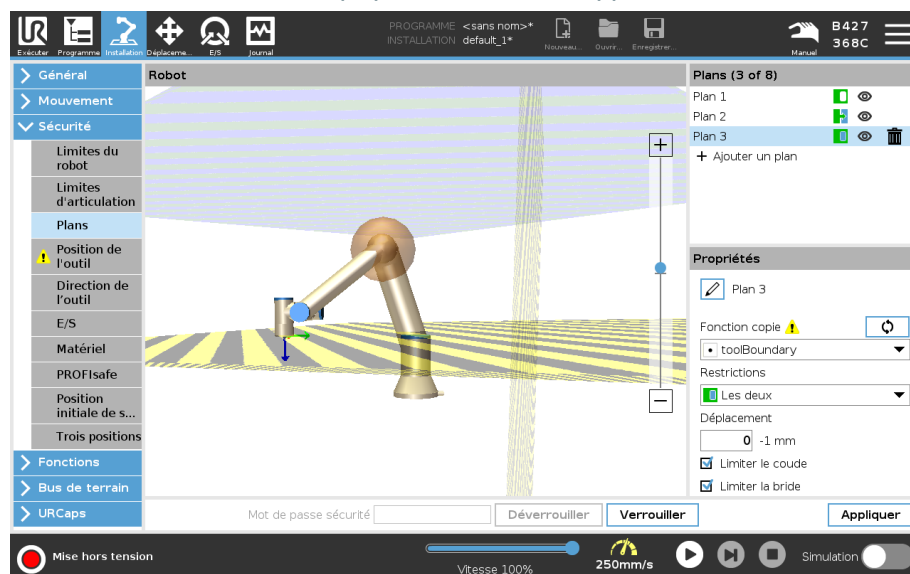 PROGRAMME <sans nom>*
INSTALLATION default_1*
Exécuter
Programme
Installation
Déplaceme...
E/S
Journal
Nouveau...
Ouvrir...
Enregistrer...
Manuel
B427
368C
Général
Mouvement
Sécurité
Limites du
robot
Limites
d'articulation
Plans
Position de
l'outil
Direction de
l'outil
E/S
Matériel
PROFIsafe
Position
initiale de s...
Trois positions
Fonctions
Bus de terrain
URCaps
Robot
Plans (3 of 8)
Plan 1
Plan 2
Plan 3
+ Ajouter un plan
Propriétés
Plan 3
Fonction copie
toolBoundary
Restrictions
Les deux
Déplacement
0 -1 mm
Limiter le coude
Limiter la bride
Mot de passe sécurité
Déverrouiller
Verrouiller
Appliquer
Mise hors tension
Vitesse 100%
250mm/s
Simulation